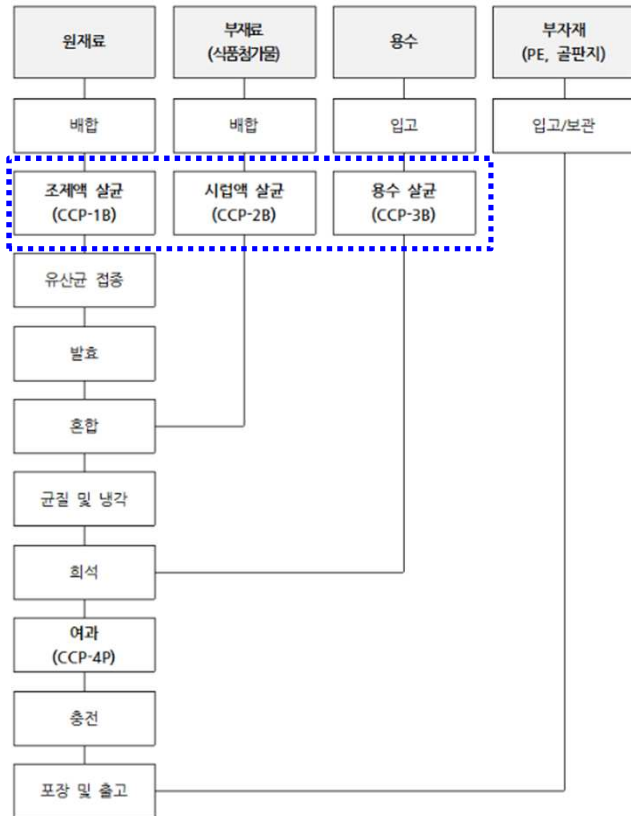 원재료
부재료
(식품첨가물)
용수
부자재
(PE, 골판지)
배합
배합
입고
입고/보관
조제액 살균
(CCP-1B)
시럽액 살균
(CCP-2B)
용수 살균
(CCP-3B)
유산균 접종
발효
혼합
균질 및 냉각
희석
여과
(CCP-4P)
충전
포장 및 출고